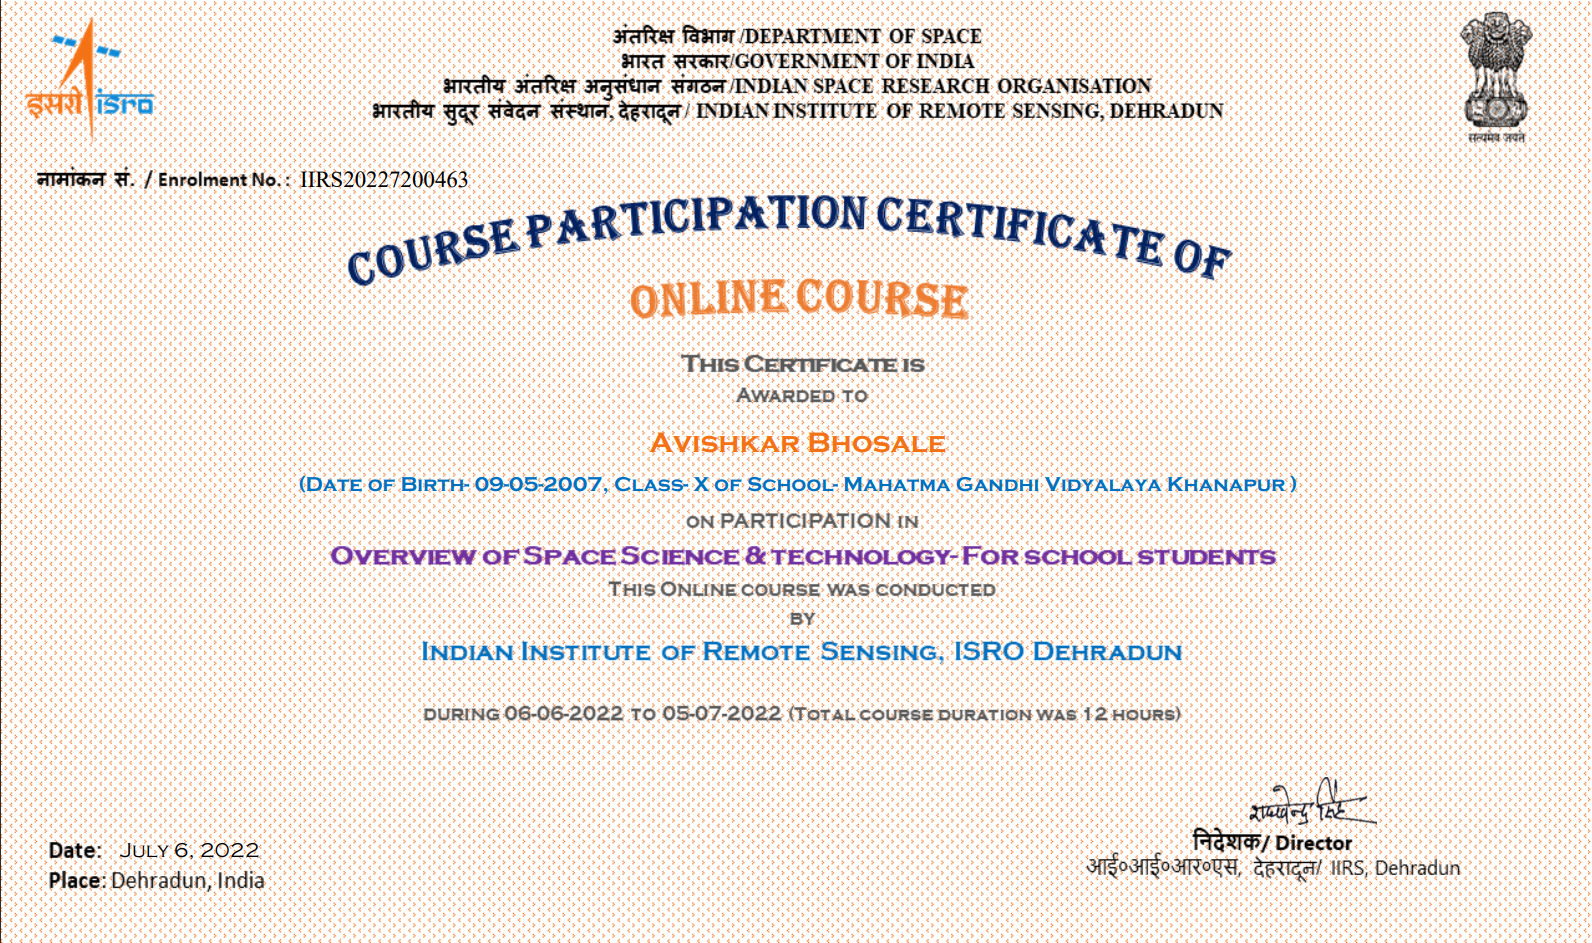 इसरो isro
अंतरिक्ष विभाग /DEPARTMENT OF SPACE
भारत सरकार/GOVERNMENT OF INDIA
भारतीय अंतरिक्ष अनुसंधान संगठन /INDIAN SPACE RESEARCH ORGANISATION
भारतीय सुदूर संवेदन संस्थान, देहरादून / INDIAN INSTITUTE OF REMOTE SENSING, DEHRADUN
सत्यमेव जयते
नामांकन सं. / Enrolment No. : IIRS20227200463
COURSE PARTICIPATION CERTIFICATE OF
ONLINE COURSE
THIS CERTIFICATE IS
AWARDED TO
AVISHKAR BHOSALE
(DATE OF BIRTH- 09-05-2007, CLASS- X OF SCHOOL- MAHATMA GANDHI VIDYALAYA KHANAPUR )
ON PARTICIPATION IN
OVERVIEW OF SPACE SCIENCE & TECHNOLOGY- FOR SCHOOL STUDENTS
THIS ONLINE COURSE WAS CONDUCTED
BY
INDIAN INSTITUTE OF REMOTE SENSING, ISRO DEHRADUN
DURING 06-06-2022 TO 05-07-2022 (TOTAL COURSE DURATION WAS 12 HOURS)
निदेशक/ Director
आई०आई०आर०एस, देहरादून/ IIRS, Dehradun
Date: JULY 6, 2022
Place: Dehradun, India